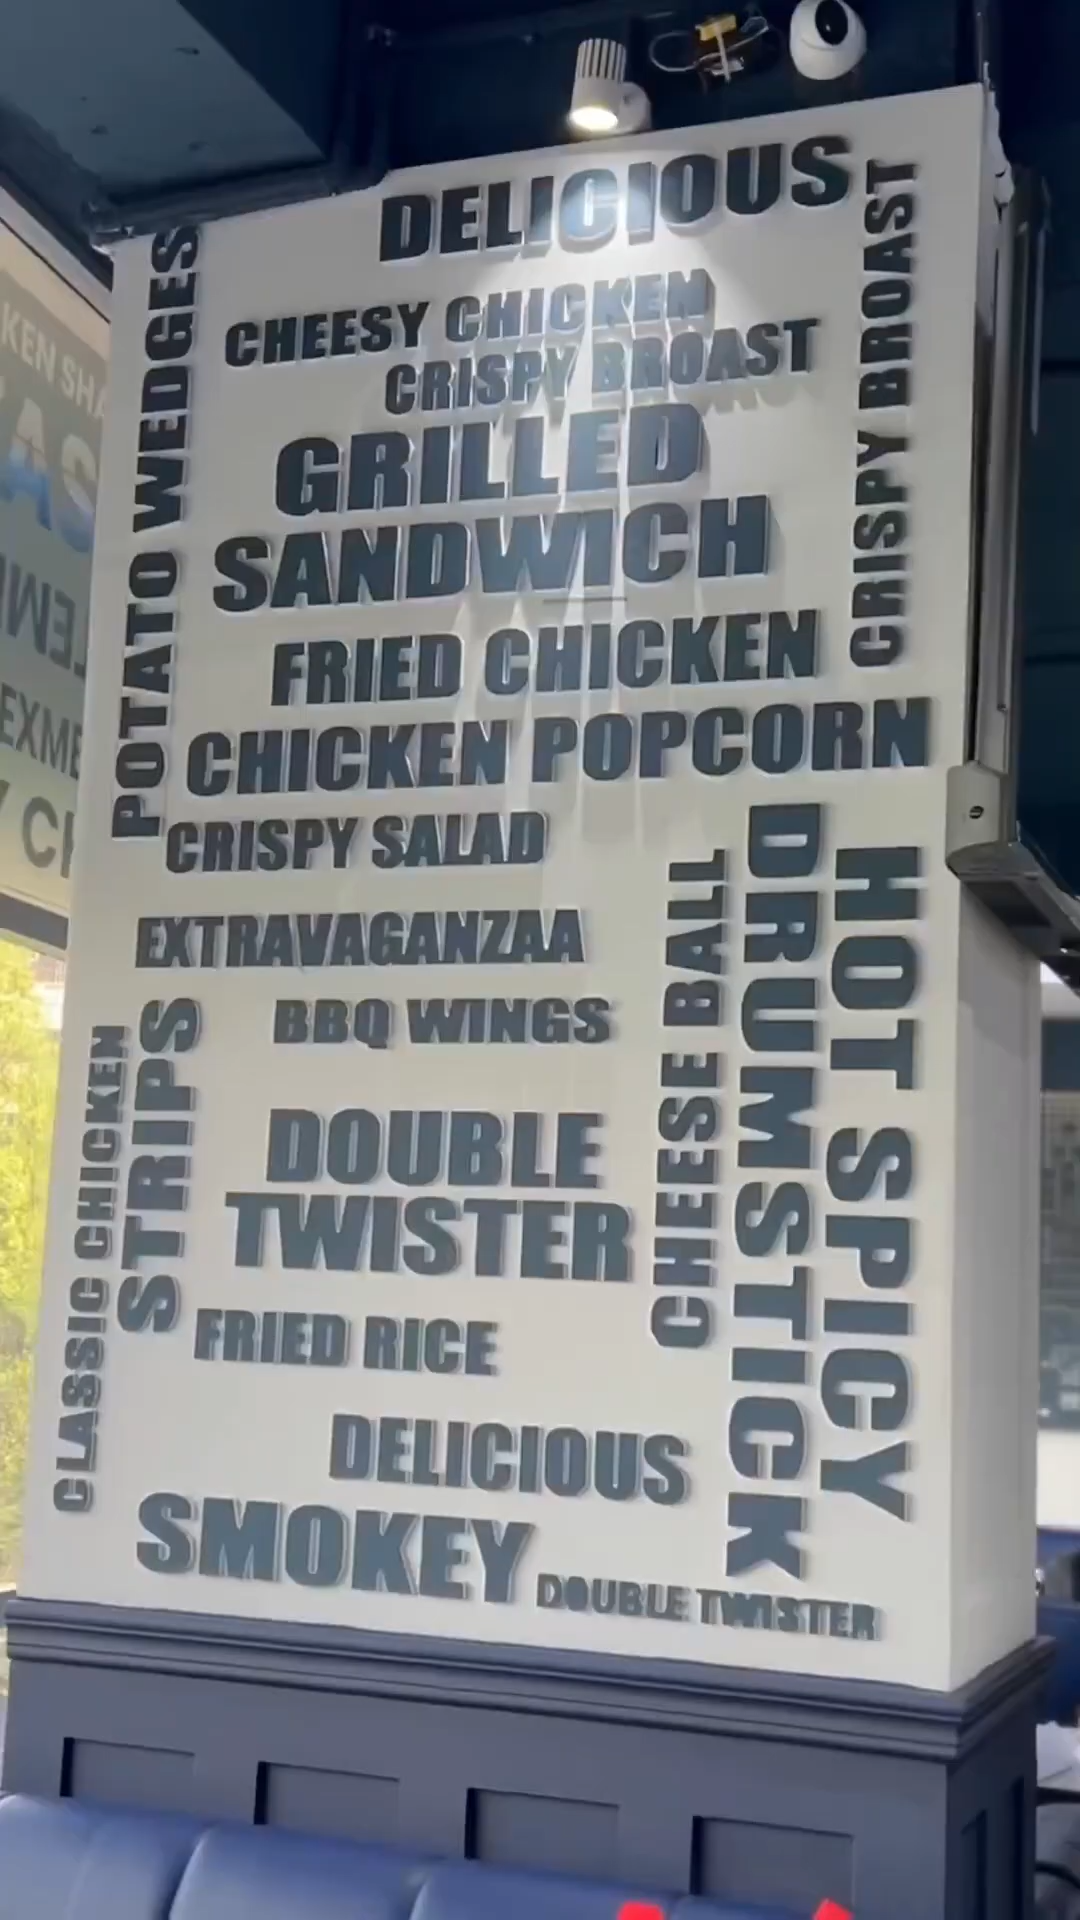 DELICIOUS
POTATO WEDGES
CRISPY BROAST
CHEESY CHICKEN
CRISPY BROAST
GRILLED
SANDWICH
FRIED CHICKEN
CHICKEN POPCORN
CRISPY SALAD
EXTRAVAGANZAA
BBQ WINGS
CLASSIC CHICKEN
STRIPS
CHEESE BALL
DRUMSTICK
HOT SPICY
DOUBLE
TWISTER
FRIED RICE
DELICIOUS
SMOKEY
DOUBLE TWISTER